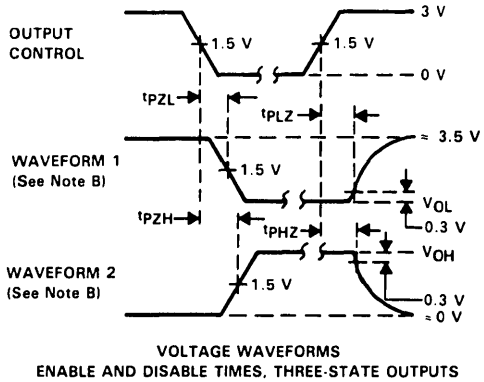 OUTPUT
CONTROL
3 V
1.5 V
1.5 V
0 V
tPZL
tPLZ
≈ 3.5 V
WAVEFORM 1
(See Note B)
1.5 V
VOL
0.3 V
tPZH
tPHZ
VOH
WAVEFORM 2
(See Note B)
1.5 V
0.3 V
≈ 0 V
VOLTAGE WAVEFORMS
ENABLE AND DISABLE TIMES, THREE-STATE OUTPUTS